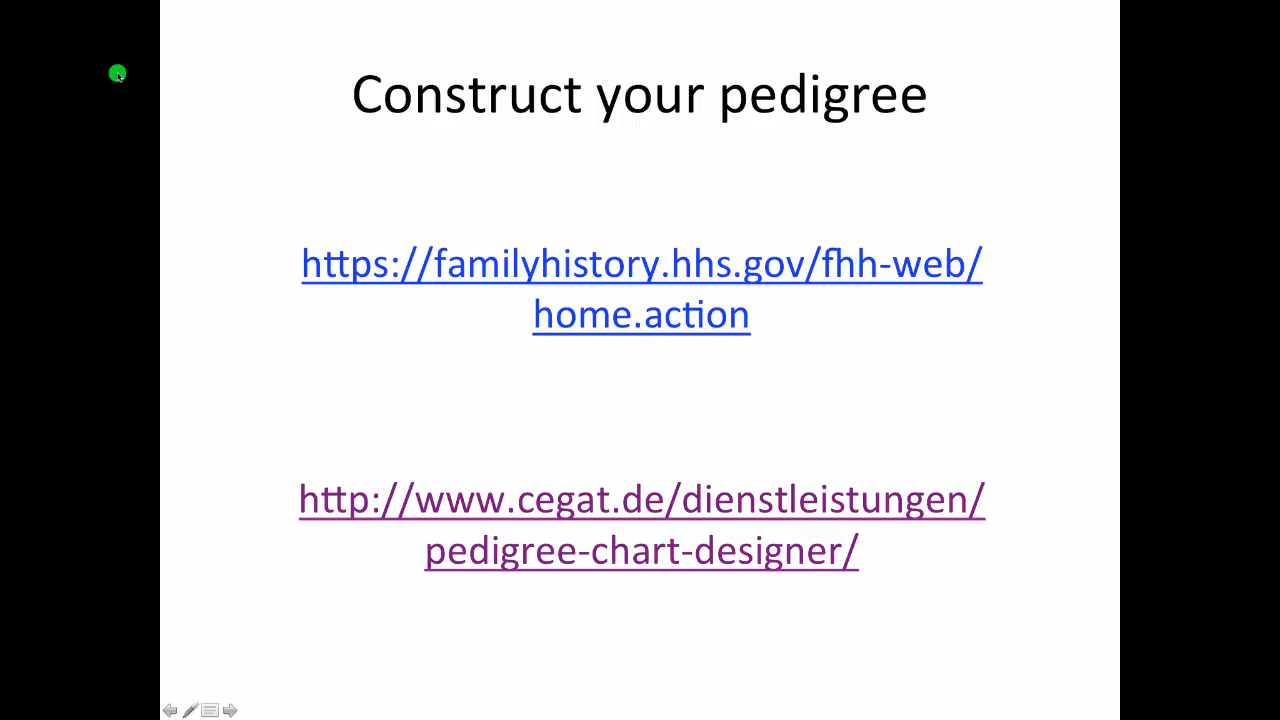 Construct your pedigree
https://familyhistory.hhs.gov/fhh-web/
home.action
http://www.cegat.de/dienstleistungen/
pedigree-chart-designer/